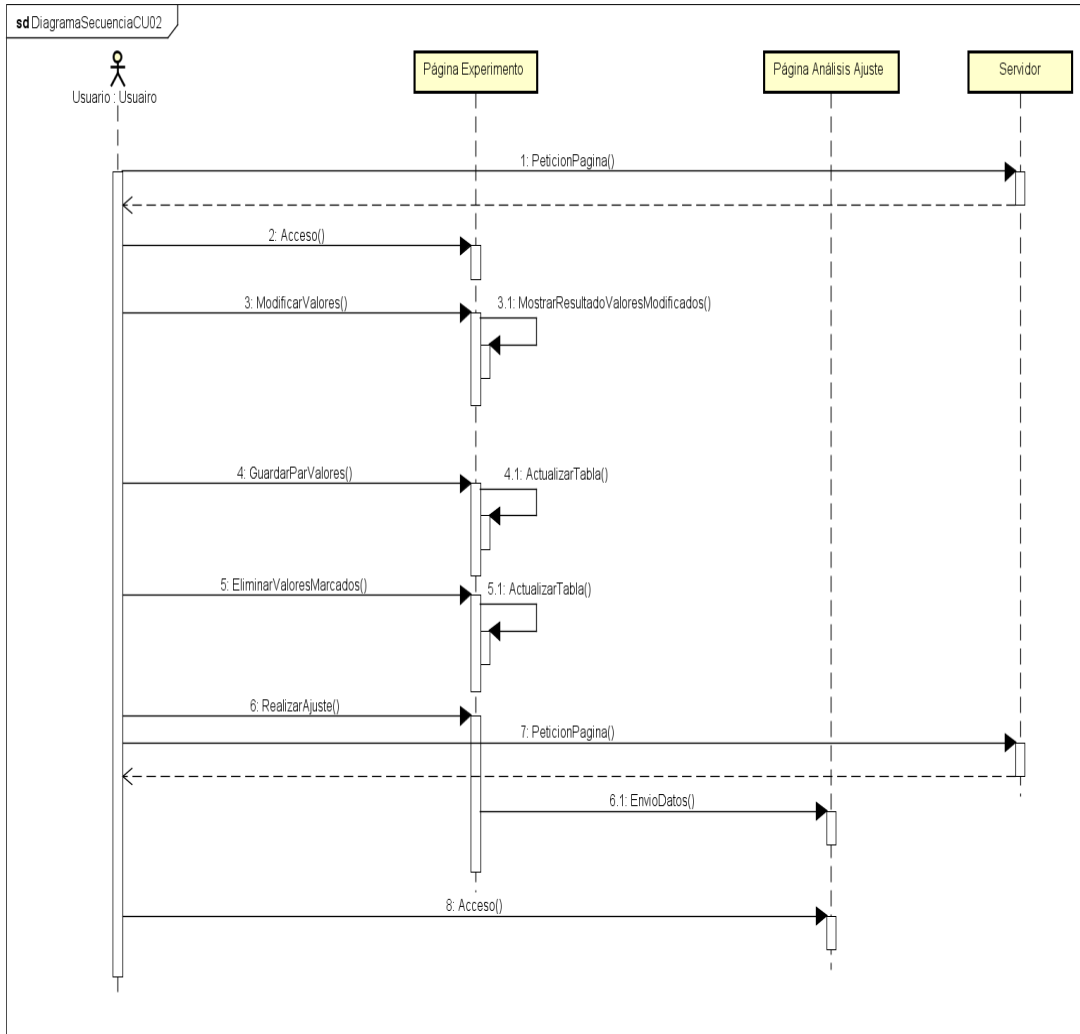 sd DiagramaSecuenciaCU02
Usuario : Usuairo
Página Experimento
Página Análisis Ajuste
Servidor
1: PeticionPagina()
2: Acceso()
3: ModificarValores()
3.1: MostrarResultadoValoresModificados()
4: GuardarParValores()
4.1: ActualizarTabla()
5: EliminarValoresMarcados()
5.1: ActualizarTabla()
6: RealizarAjuste()
7: PeticionPagina()
6.1: EnvioDatos()
8: Acceso()